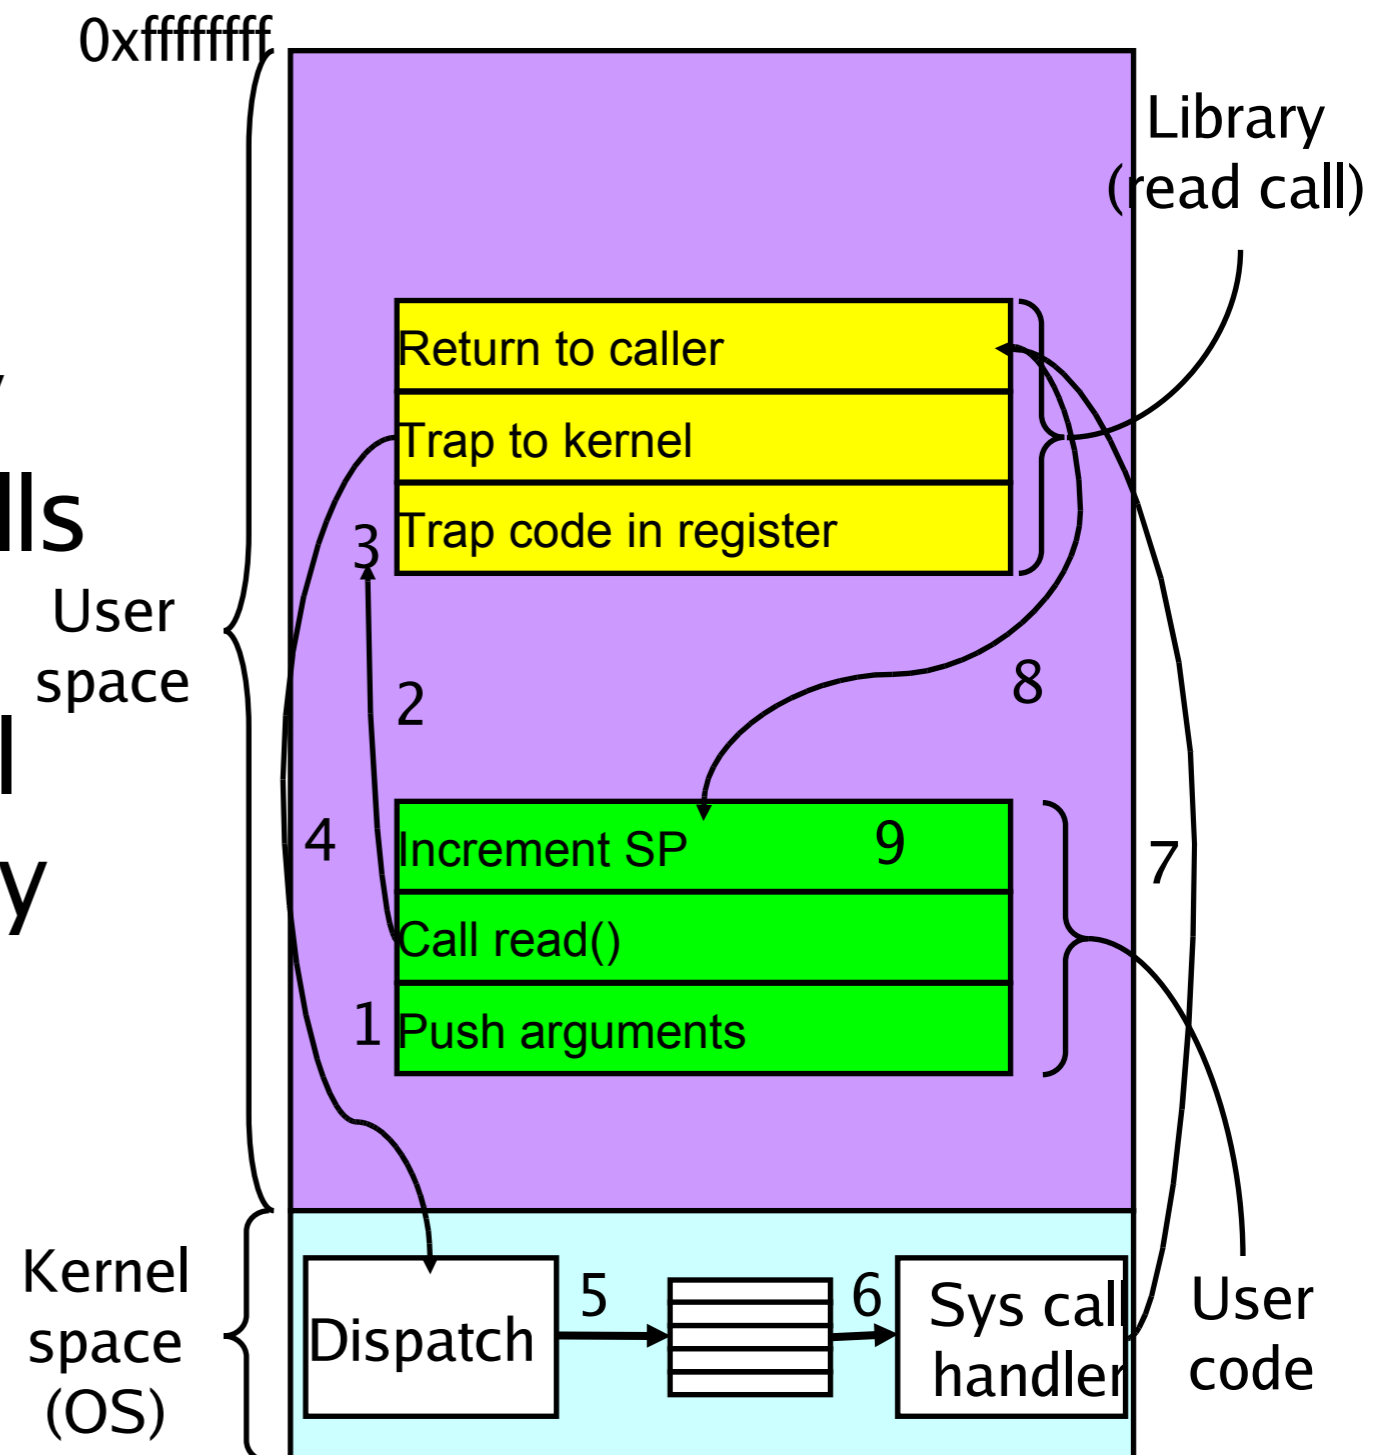 0xffffffff
Library
(read call)
Return to caller
Trap to kernel
lls
3
Trap code in register
User
space
2
8
l
4
Increment SP
9
7
y
Call read()
1
Push arguments
Kernel
space
(OS)
Dispatch
5
6
Sys call
handler
User
code